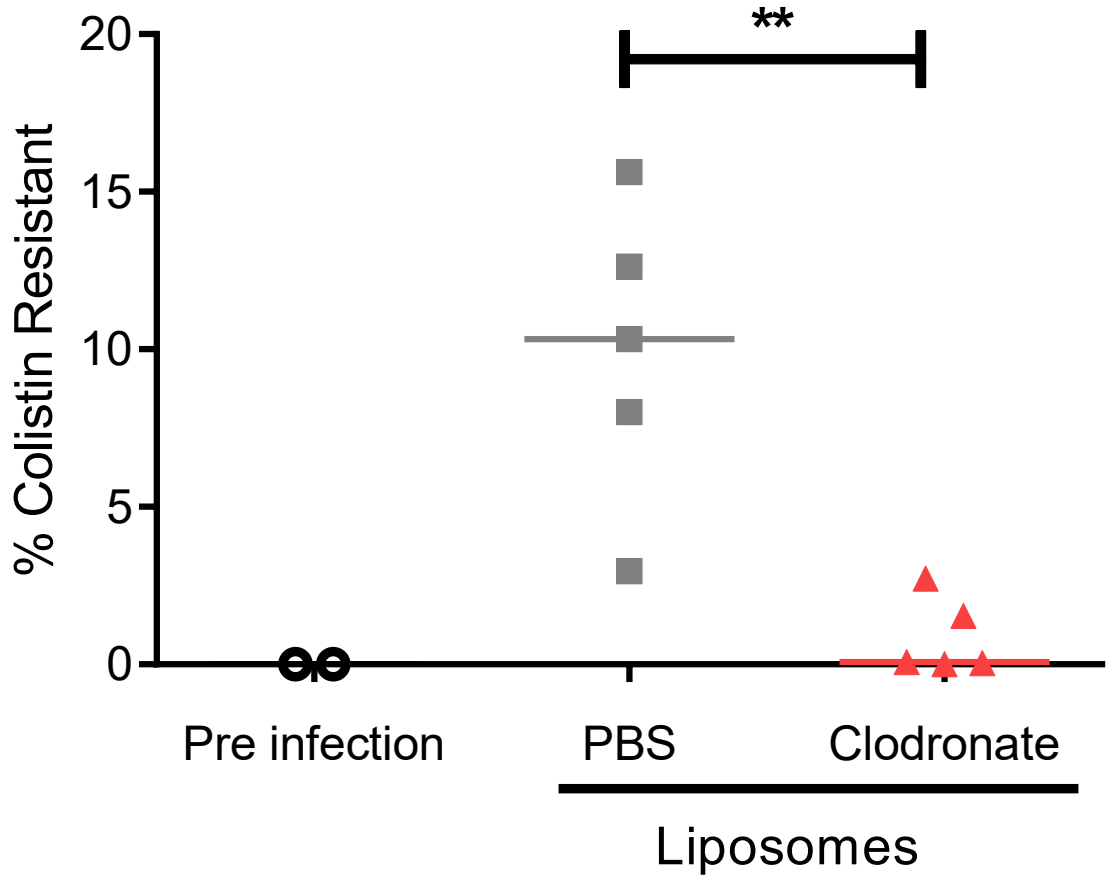 **
20
15
10
5
0
% Colistin Resistant
Pre infection
PBS
Clodronate
Liposomes